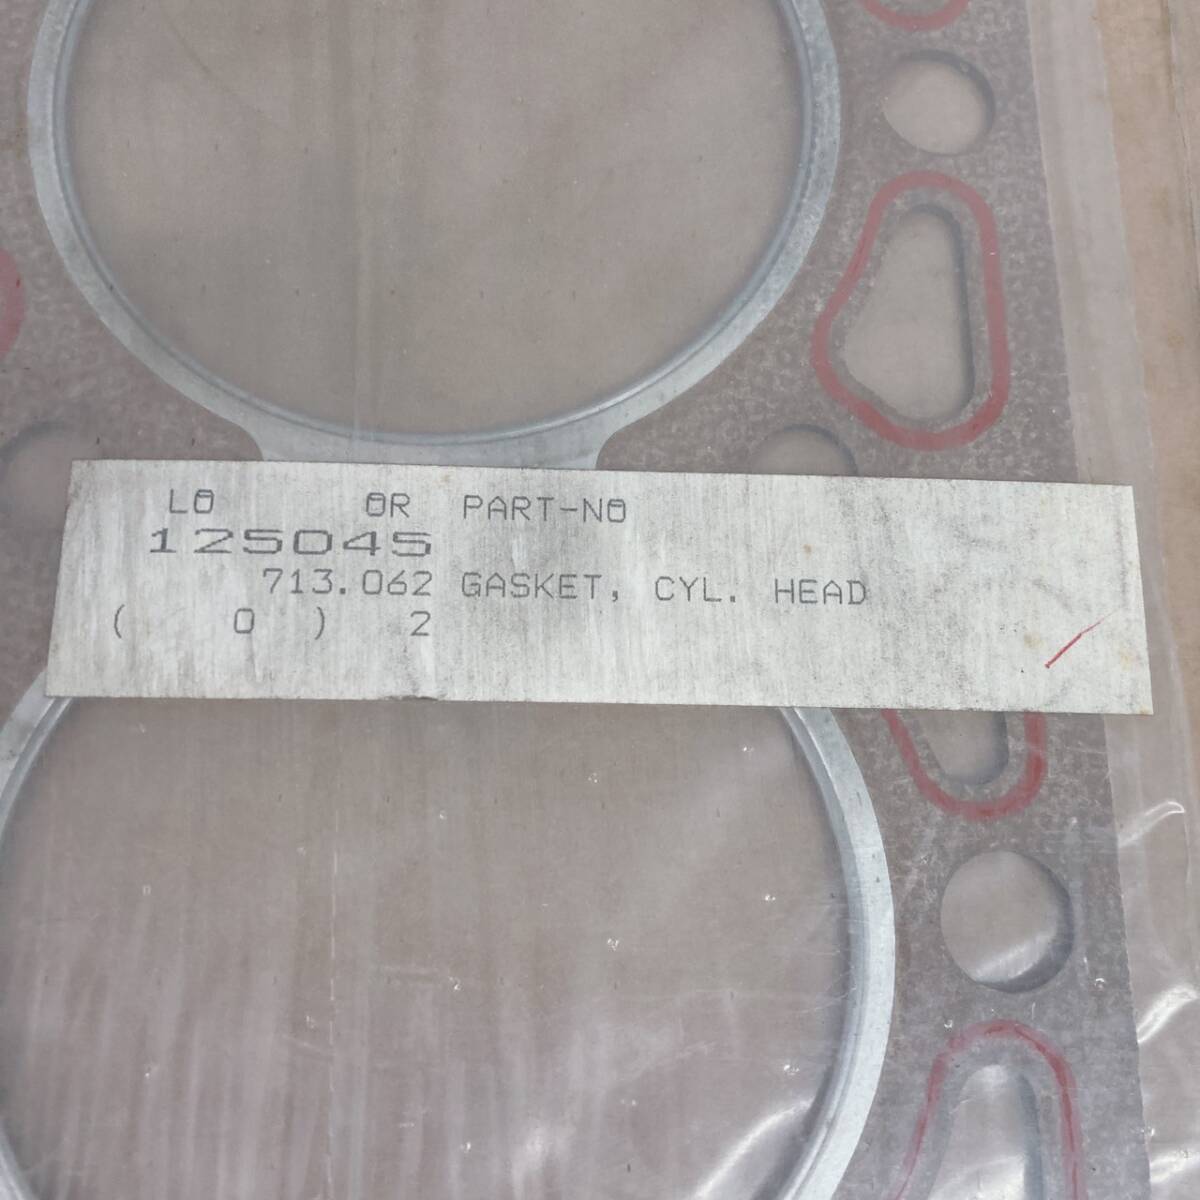 LO OR PART-NO
125045
713.062 GASKET, CYL. HEAD
( 0 ) 2